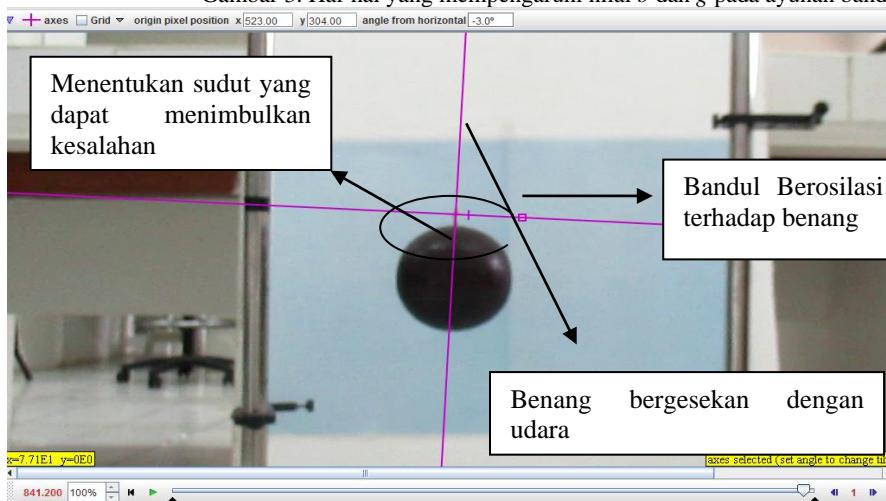 Gambar 3. Hal-hal yang mempengaruhi nilai b dan g pada ayunan band
axes Grid origin pixel position x 523.00 y 304.00 angle from horizontal -3.0°
Menentukan sudut yang
dapat menimbulkan
kesalahan
Bandul Berosilasi
terhadap benang
Benang bergesekan dengan
udara
x=7.71E1 y=0E0
axes selected (set angle to change til
841.200 100% 1